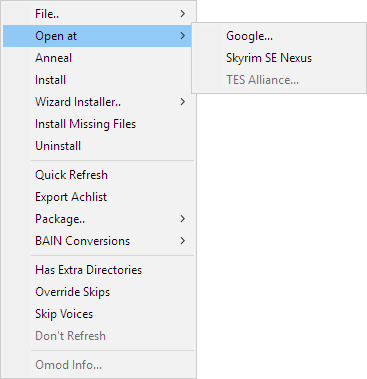 File..
Open at
Anneal
Install
Wizard Installer..
Install Missing Files
Uninstall
Quick Refresh
Export Achlist
Package..
BAIN Conversions
Has Extra Directories
Override Skips
Skip Voices
Don't Refresh
Omod Info...
Google...
Skyrim SE Nexus
TES Alliance...